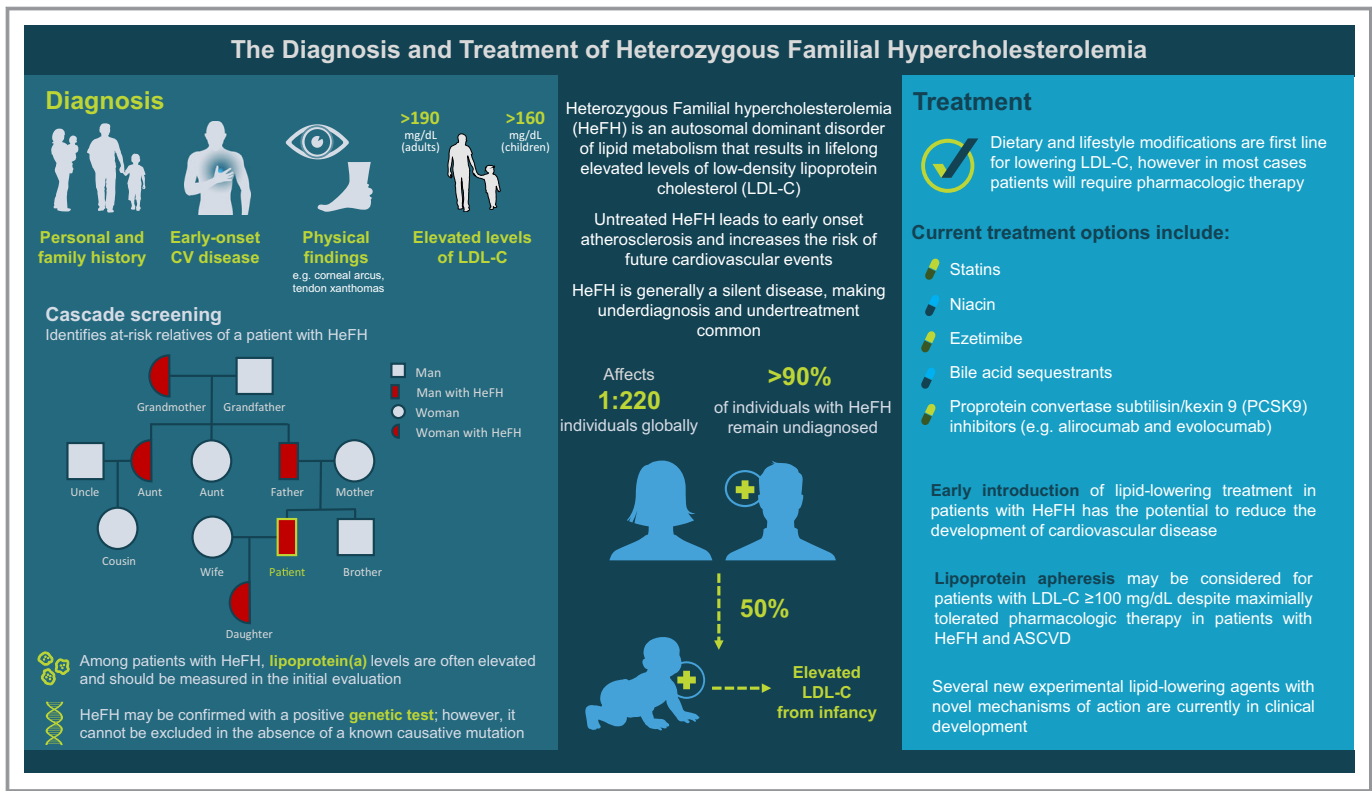 The Diagnosis and Treatment of Heterozygous Familial Hypercholesterolemia
Diagnosis
>190
mg/dL
(adults)
>160
mg/dL
(children)
Personal and
family history
Early-onset
CV disease
Physical
findings
e.g. corneal arcus,
tendon xanthomas
Elevated levels
of LDL-C
Cascade screening
Identifies at-risk relatives of a patient with HeFH
Man
Man with HeFH
Woman
Woman with HeFH
Grandmother
Grandfather
Uncle
Aunt
Aunt
Father
Mother
Cousin
Wife
Patient
Brother
Daughter
Among patients with HeFH, lipoprotein(a) levels are often elevated
and should be measured in the initial evaluation
HeFH may be confirmed with a positive genetic test; however, it
cannot be excluded in the absence of a known causative mutation
Heterozygous Familial hypercholesterolemia
(HeFH) is an autosomal dominant disorder
of lipid metabolism that results in lifelong
elevated levels of low-density lipoprotein
cholesterol (LDL-C)
Untreated HeFH leads to early onset
atherosclerosis and increases the risk of
future cardiovascular events
HeFH is generally a silent disease, making
underdiagnosis and undertreatment
common
Affects
1:220
individuals globally
>90%
of individuals with HeFH
remain undiagnosed
50%
Elevated
LDL-C
from infancy
Treatment
Dietary and lifestyle modifications are first line
for lowering LDL-C, however in most cases
patients will require pharmacologic therapy
Current treatment options include:
Statins
Niacin
Ezetimibe
Bile acid sequestrants
Proprotein convertase subtilisin/kexin 9 (PCSK9)
inhibitors (e.g. alirocumab and evolocumab)
Early introduction of lipid-lowering treatment in
patients with HeFH has the potential to reduce the
development of cardiovascular disease
Lipoprotein apheresis may be considered for
patients with LDL-C ≥100 mg/dL despite maximially
tolerated pharmacologic therapy in patients with
HeFH and ASCVD
Several new experimental lipid-lowering agents with
novel mechanisms of action are currently in clinical
development